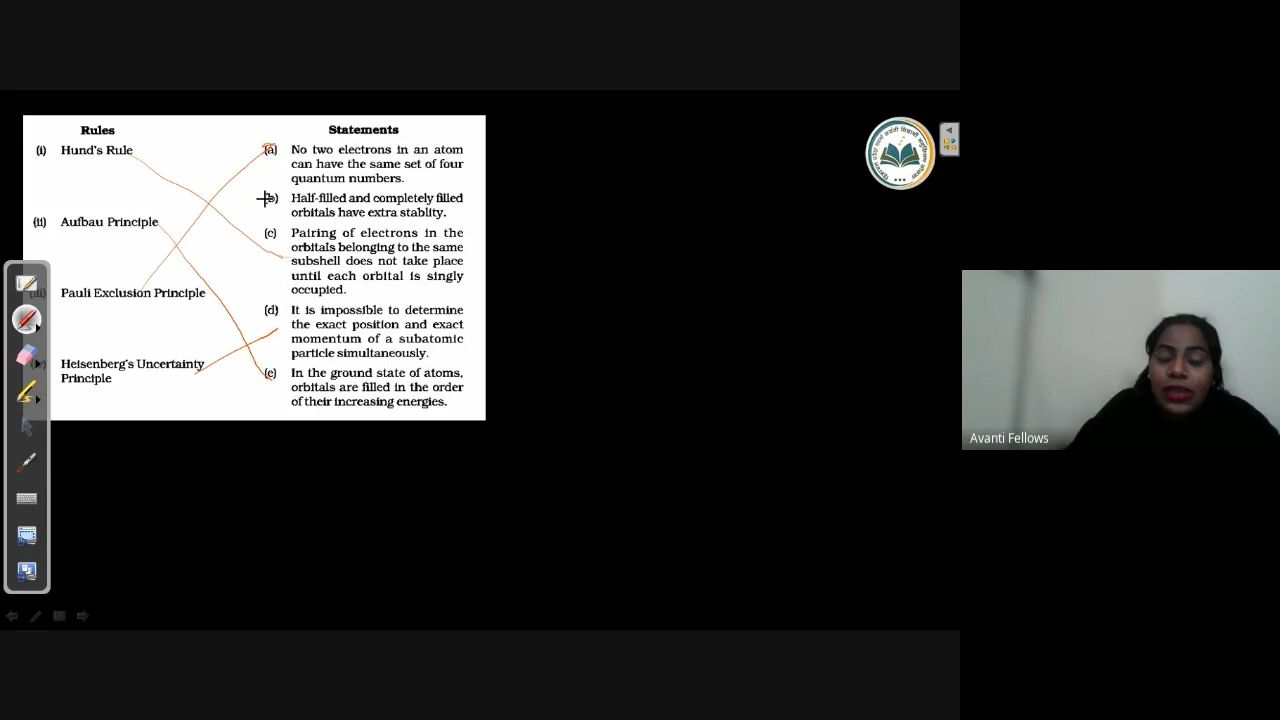 Rules
Statements
(i) Hund's Rule
(a) No two electrons in an atom
can have the same set of four
quantum numbers.
(b) Half-filled and completely filled
orbitals have extra stablity.
(ii) Aufbau Principle
(c) Pairing of electrons in the
orbitals belonging to the same
subshell does not take place
until each orbital is singly
occupied.
Pauli Exclusion Principle
(d) It is impossible to determine
the exact position and exact
momentum of a subatomic
particle simultaneously.
Heisenberg's Uncertainty
Principle
(e) In the ground state of atoms,
orbitals are filled in the order
of their increasing energies.
Avanti Fellows